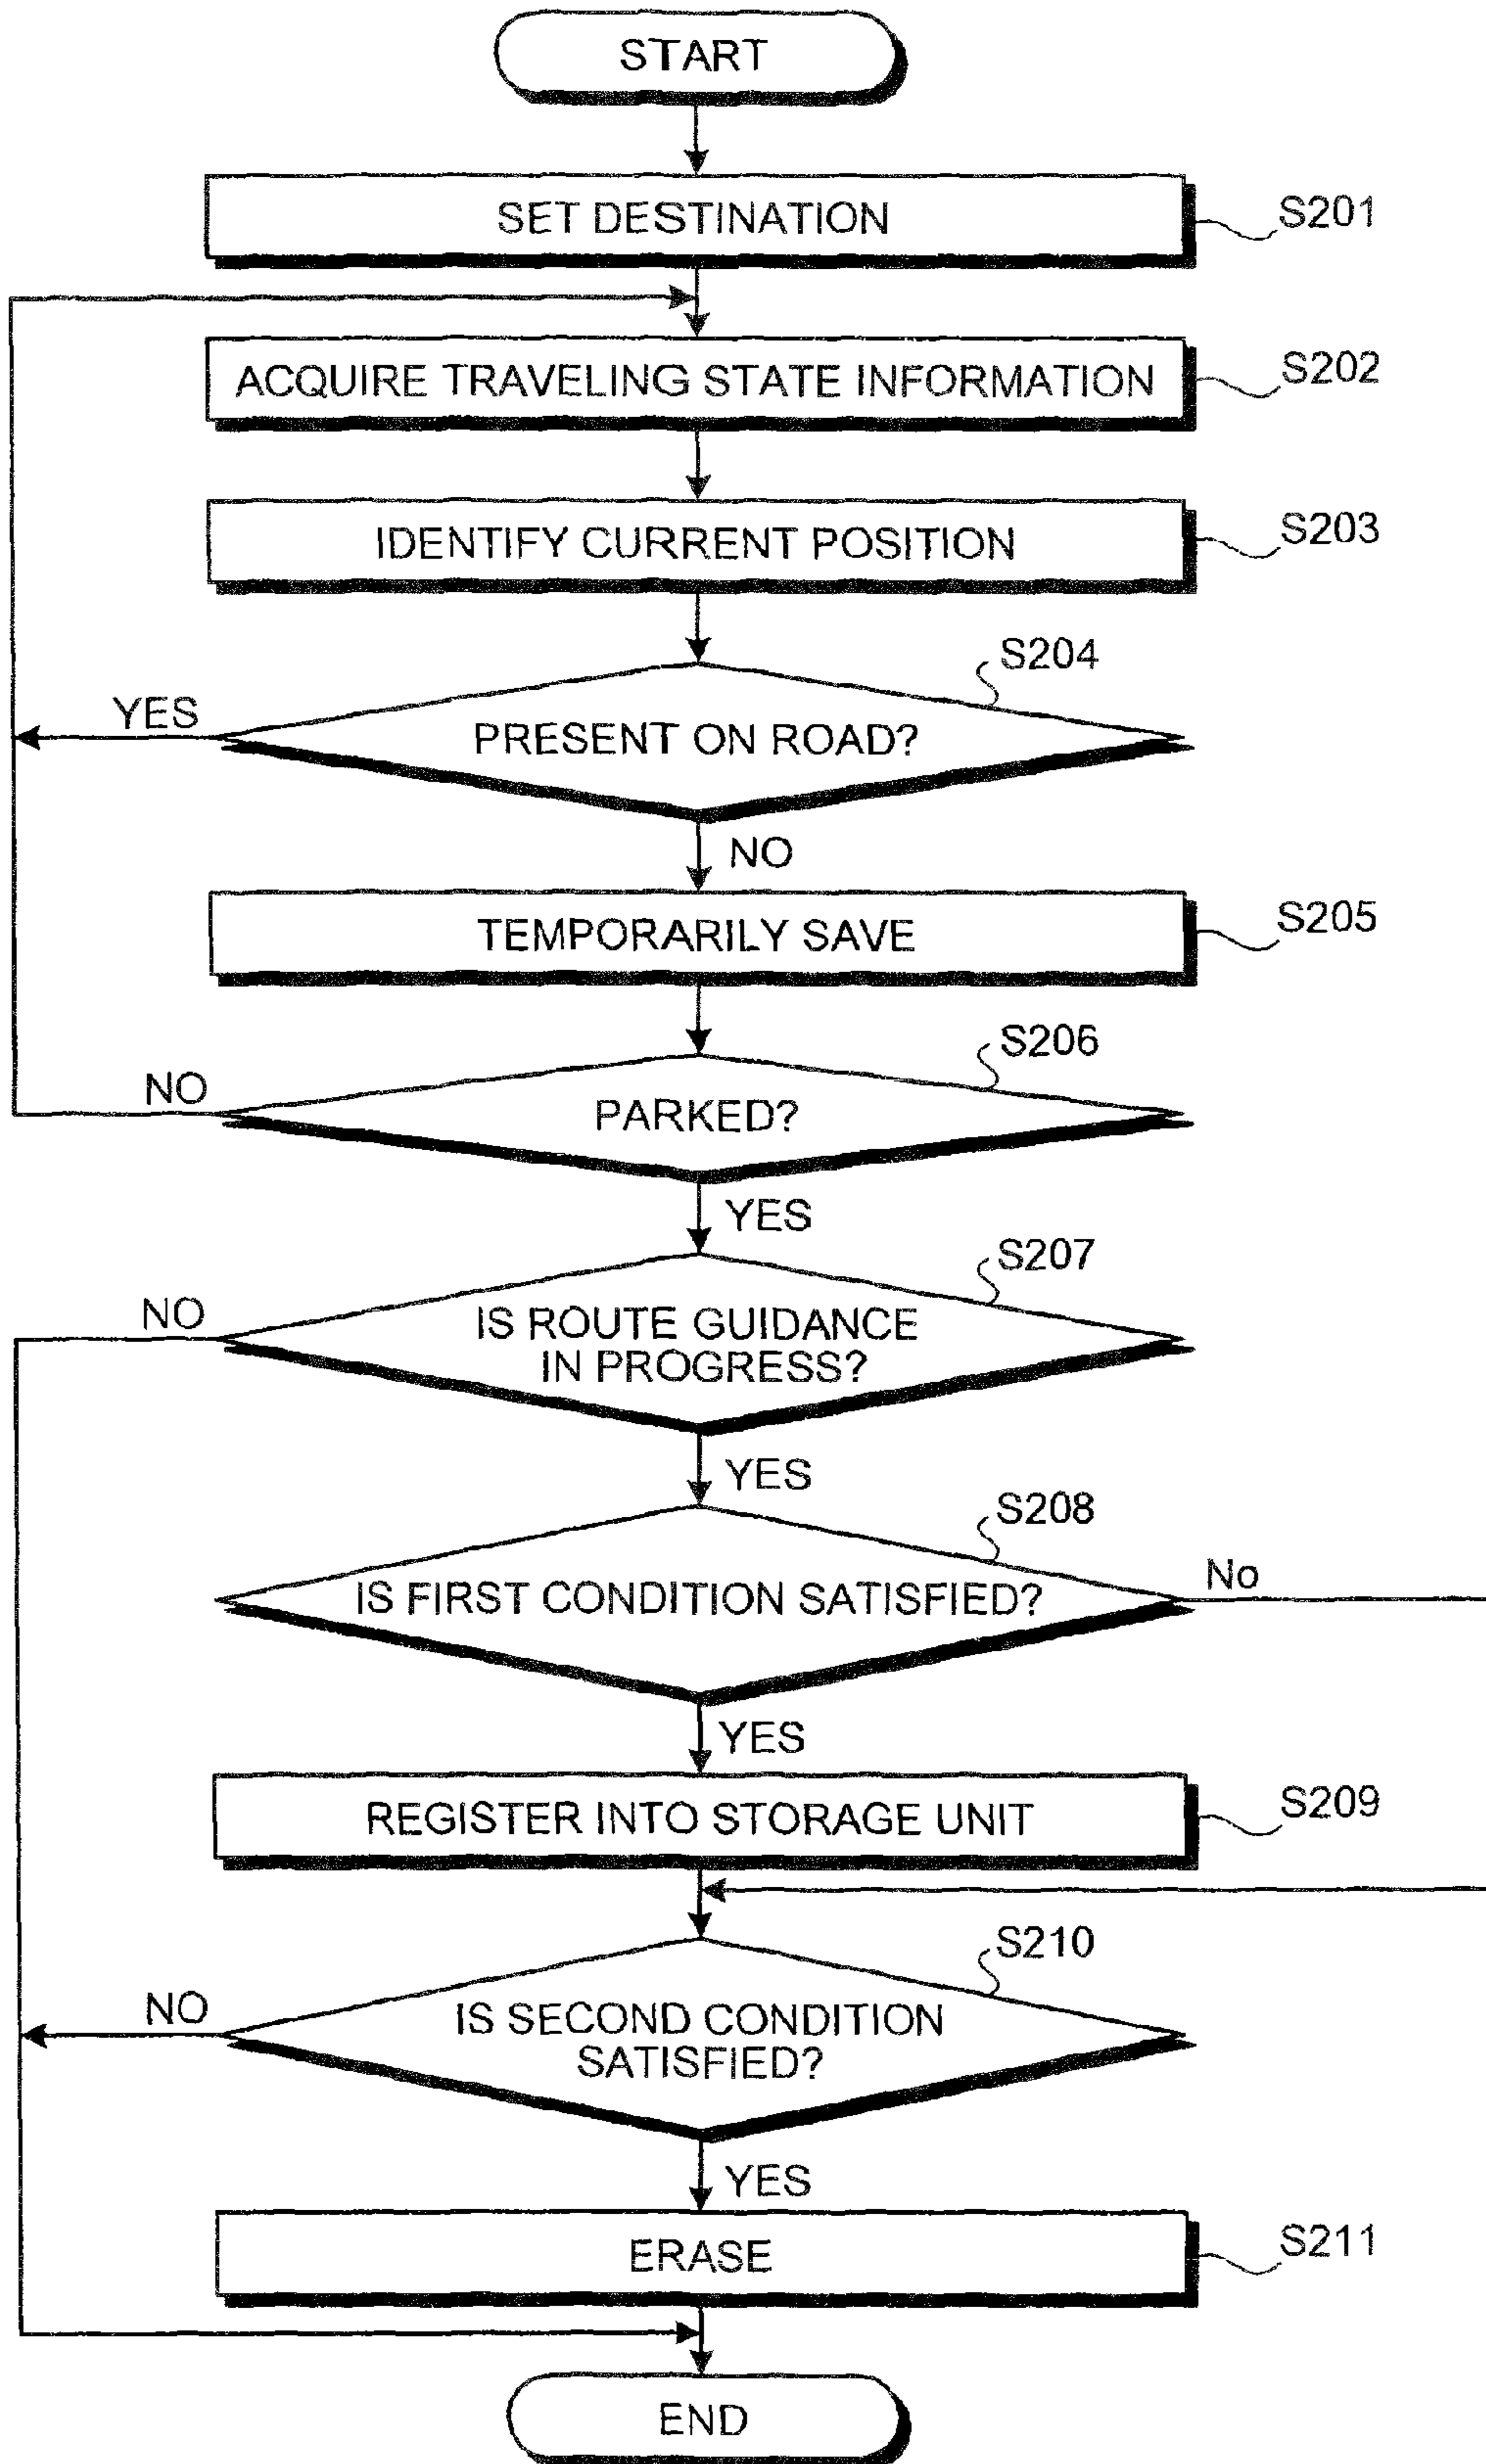 START
SET DESTINATION
S201
ACQUIRE TRAVELING STATE INFORMATION
S202
IDENTIFY CURRENT POSITION
S203
S204
YES
PRESENT ON ROAD?
NO
TEMPORARILY SAVE
S205
S206
NO
PARKED?
YES
S207
NO
IS ROUTE GUIDANCE
IN PROGRESS?
YES
S208
No
IS FIRST CONDITION SATISFIED?
YES
REGISTER INTO STORAGE UNIT
S209
S210
NO
IS SECOND CONDITION
SATISFIED?
YES
ERASE
S211
END